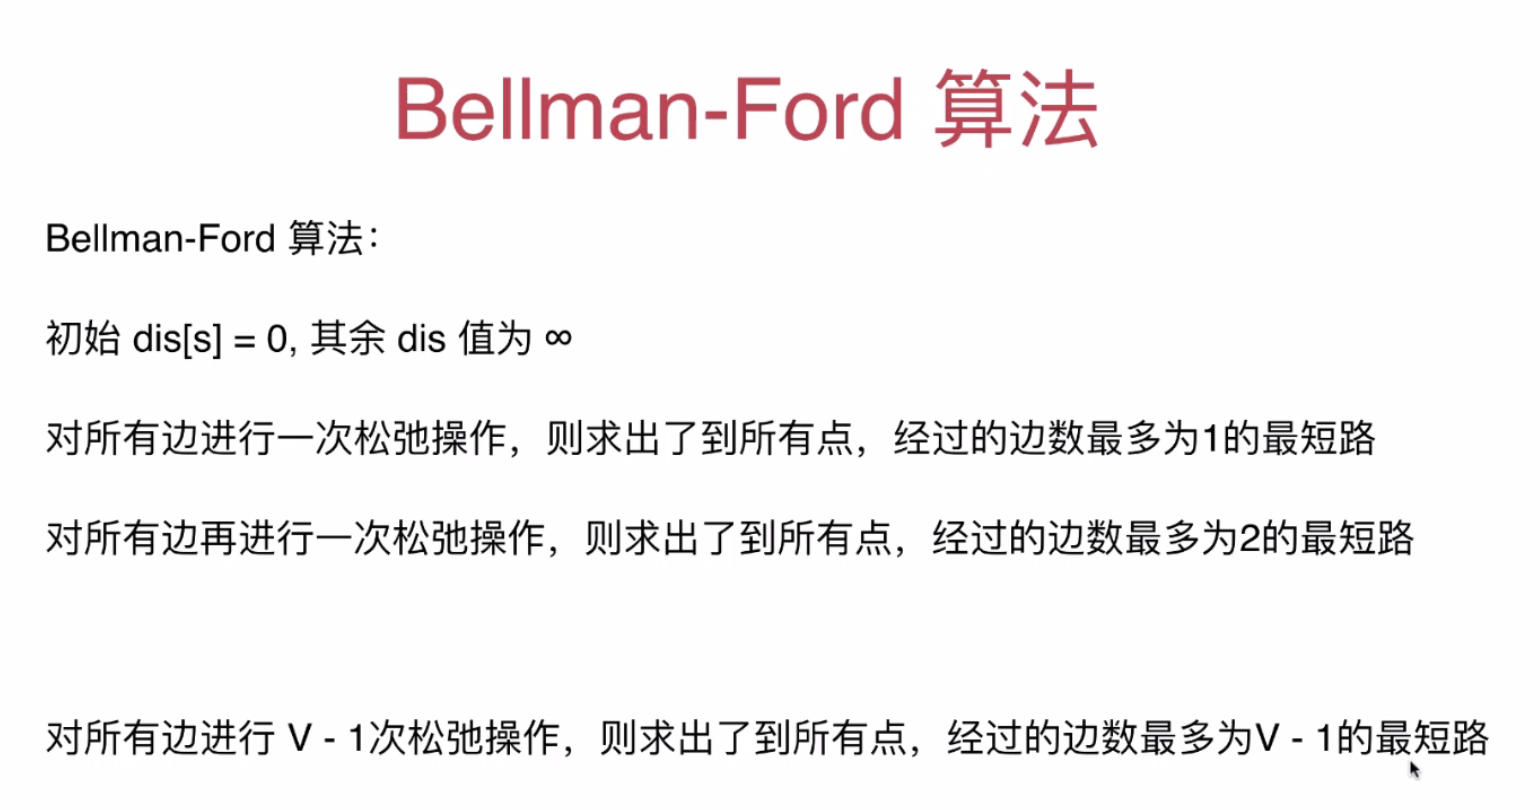 Bellman-Ford 算法
Bellman-Ford 算法：
初始 dis[s] = 0, 其余 dis 值为 ∞
对所有边进行一次松弛操作，则求出了到所有点，经过的边数最多为1的最短路
对所有边再进行一次松弛操作，则求出了到所有点，经过的边数最多为2的最短路
对所有边进行 V - 1次松弛操作，则求出了到所有点，经过的边数最多为V - 1的最短路